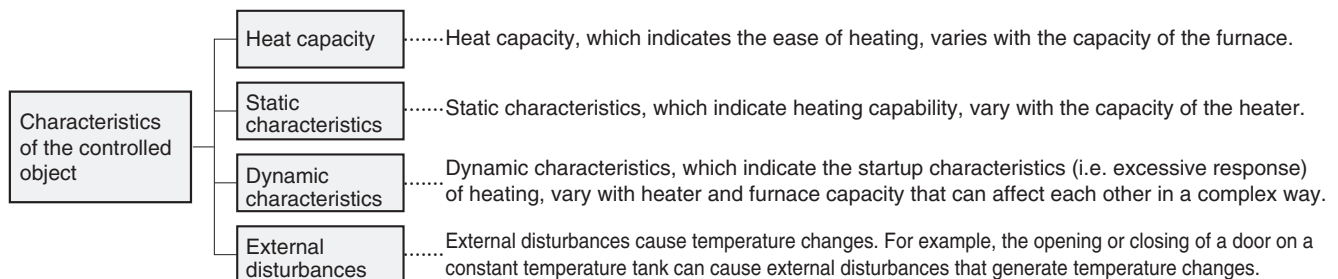 Characteristics
of the controlled
object
Heat capacity
.......Heat capacity, which indicates the ease of heating, varies with the capacity of the furnace.
Static
characteristics
.......Static characteristics, which indicate heating capability, vary with the capacity of the heater.
Dynamic
characteristics
.......Dynamic characteristics, which indicate the startup characteristics (i.e. excessive response)
of heating, vary with heater and furnace capacity that can affect each other in a complex way.
External
disturbances
.......External disturbances cause temperature changes. For example, the opening or closing of a door on a
constant temperature tank can cause external disturbances that generate temperature changes.